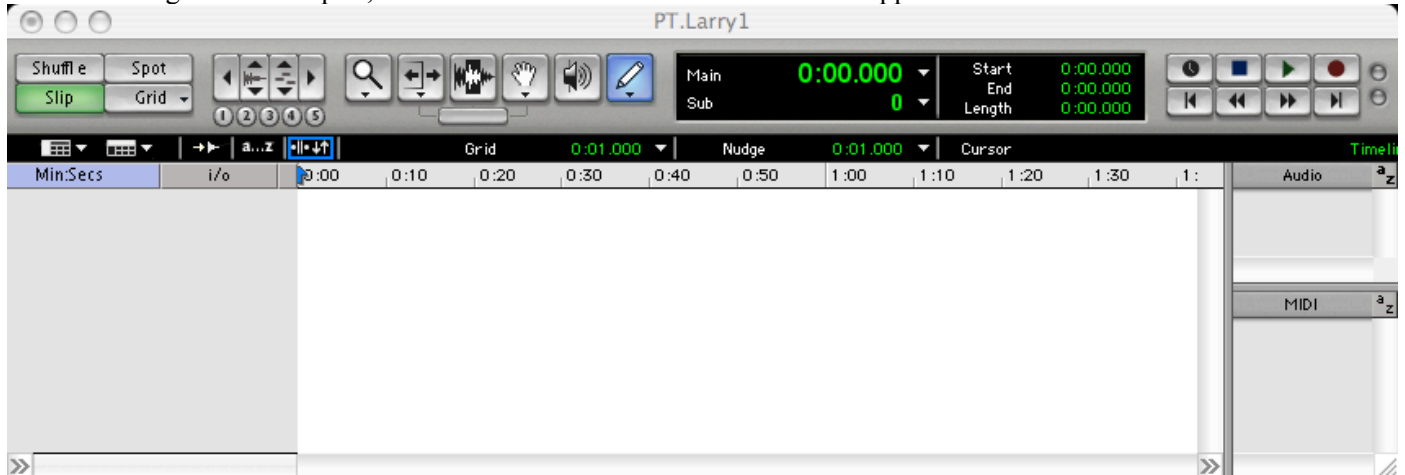 PT.Larry1
Shuffle Spot
Slip Grid
1 2 3 4 5
Main 0:00.000
Sub 0
Start 0:00.000
End 0:00.000
Length 0:00.000
a...z
Grid 0:01.000 Nudge 0:01.000 Cursor
Min:Secs i/o 0:00 0:10 0:20 0:30 0:40 0:50 1:00 1:10 1:20 1:30 1:
Audio a z
MIDI a z